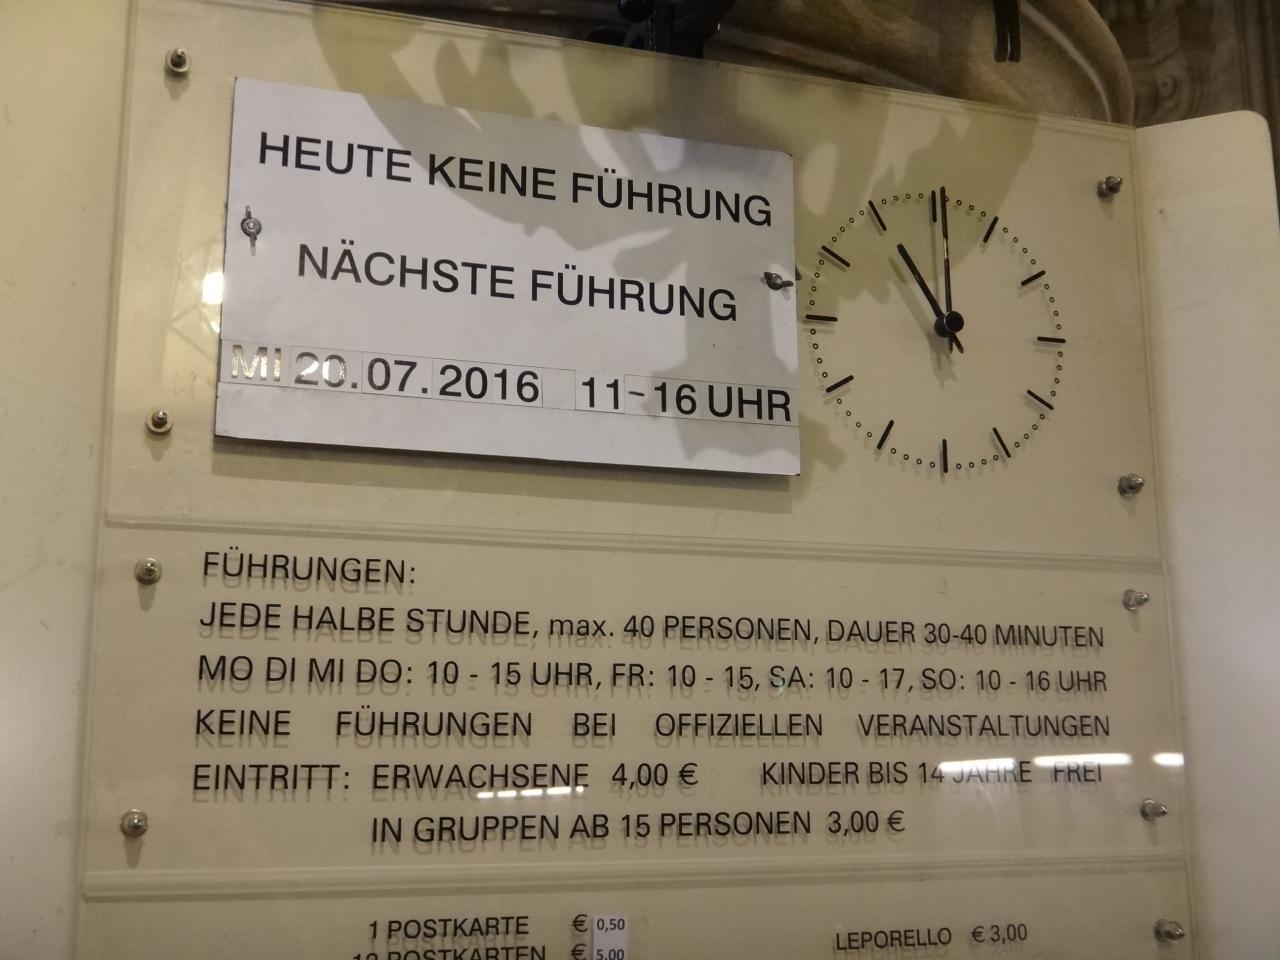 HEUTE KEINE FÜHRUNG
NÄCHSTE FÜHRUNG
MI 20.07.2016 11-16 UHR
FÜHRUNGEN:
JEDE HALBE STUNDE, max. 40 PERSONEN, DAUER 30-40 MINUTEN
MO DI MI DO: 10 - 15 UHR, FR: 10 - 15, SA: 10 - 17, SO: 10 - 16 UHR
KEINE FÜHRUNGEN BEI OFFIZIELLEN VERANSTALTUNGEN
EINTRITT: ERWACHSENE 4,00 € KINDER BIS 14 JAHRE FREI
IN GRUPPEN AB 15 PERSONEN 3,00 €
1 POSTKARTE € 0,50
LEPORELLO € 3,00
POSTKARTEN € 5,00